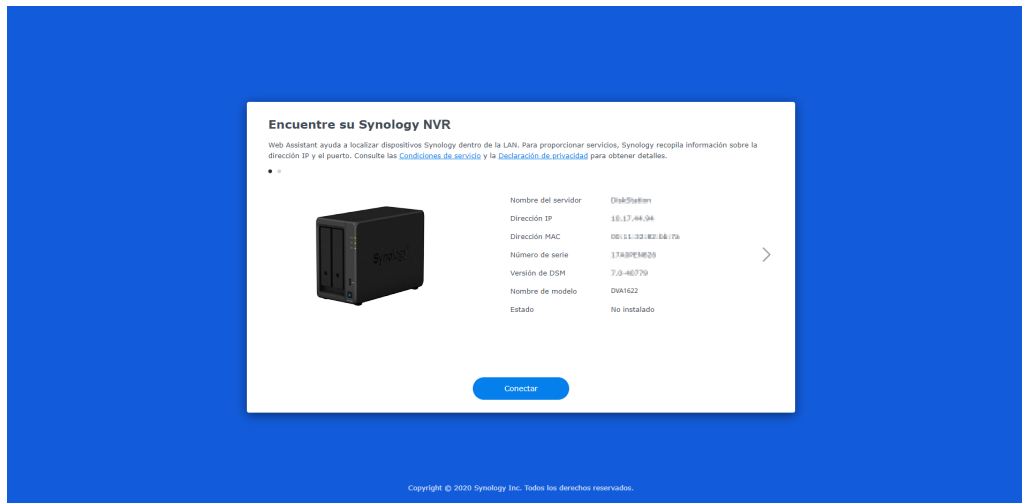 Encuentre su Synology NVR
Web Assistant ayuda a localizar dispositivos Synology dentro de la LAN. Para proporcionar servicios, Synology recopila información sobre la
dirección IP y el puerto. Consulte las Condiciones de servicio y la Declaración de privacidad para obtener detalles.
Nombre del servidor DiskStation
Dirección IP
Dirección MAC
Número de serie
Versión de DSM
Nombre de modelo DVA1622
Estado No instalado
Synology
Conectar
Copyright © 2020 Synology Inc. Todos los derechos reservados.